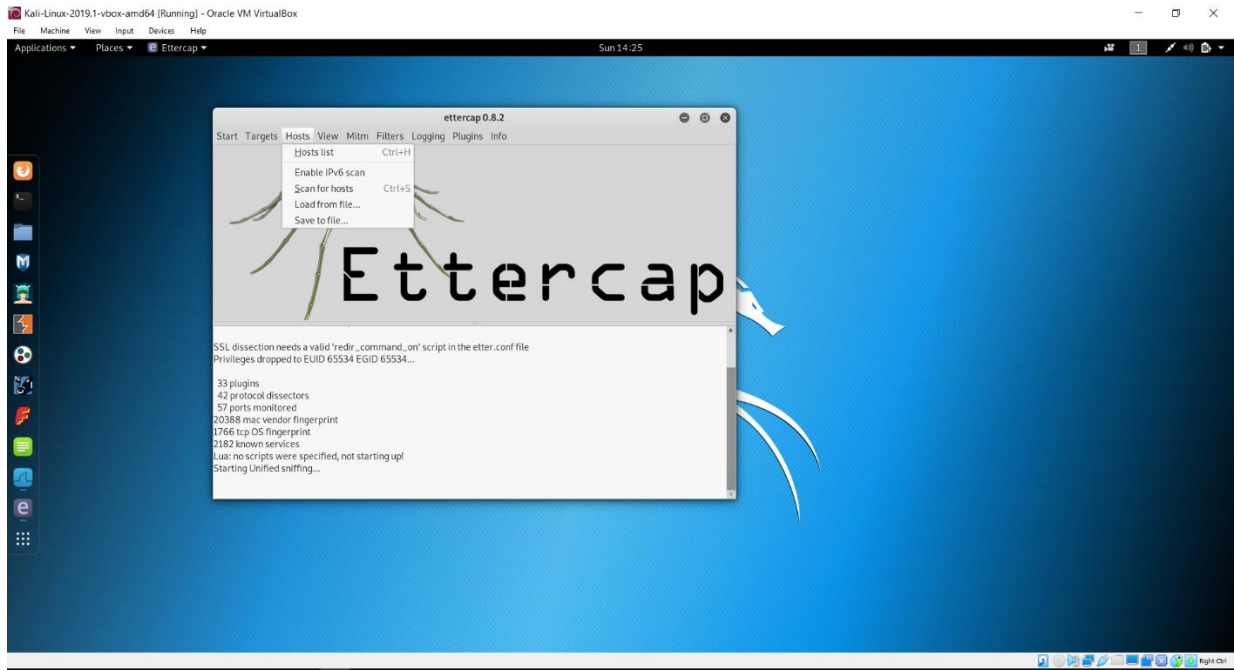 Kali-Linux-2019.1-vbox-amd64 [Running] - Oracle VM VirtualBox
File Machine View Input Devices Help
Applications Places Ettercap Sun 14:25 1
ettercap 0.8.2
Start Targets Hosts View Mitm Filters Logging Plugins Info
Hosts list Ctrl+H
Enable IPv6 scan
Scan for hosts Ctrl+S
Load from file...
Save to file...
Ettercap
SSL dissection needs a valid 'redir_command_on' script in the etter.conf file
Privileges dropped to EUID 65534 EGID 65534...
33 plugins
42 protocol dissectors
57 ports monitored
20388 mac vendor fingerprint
1766 tcp OS fingerprint
2182 known services
Lua: no scripts were specified, not starting up!
Starting Unified sniffing...
Right Ctrl